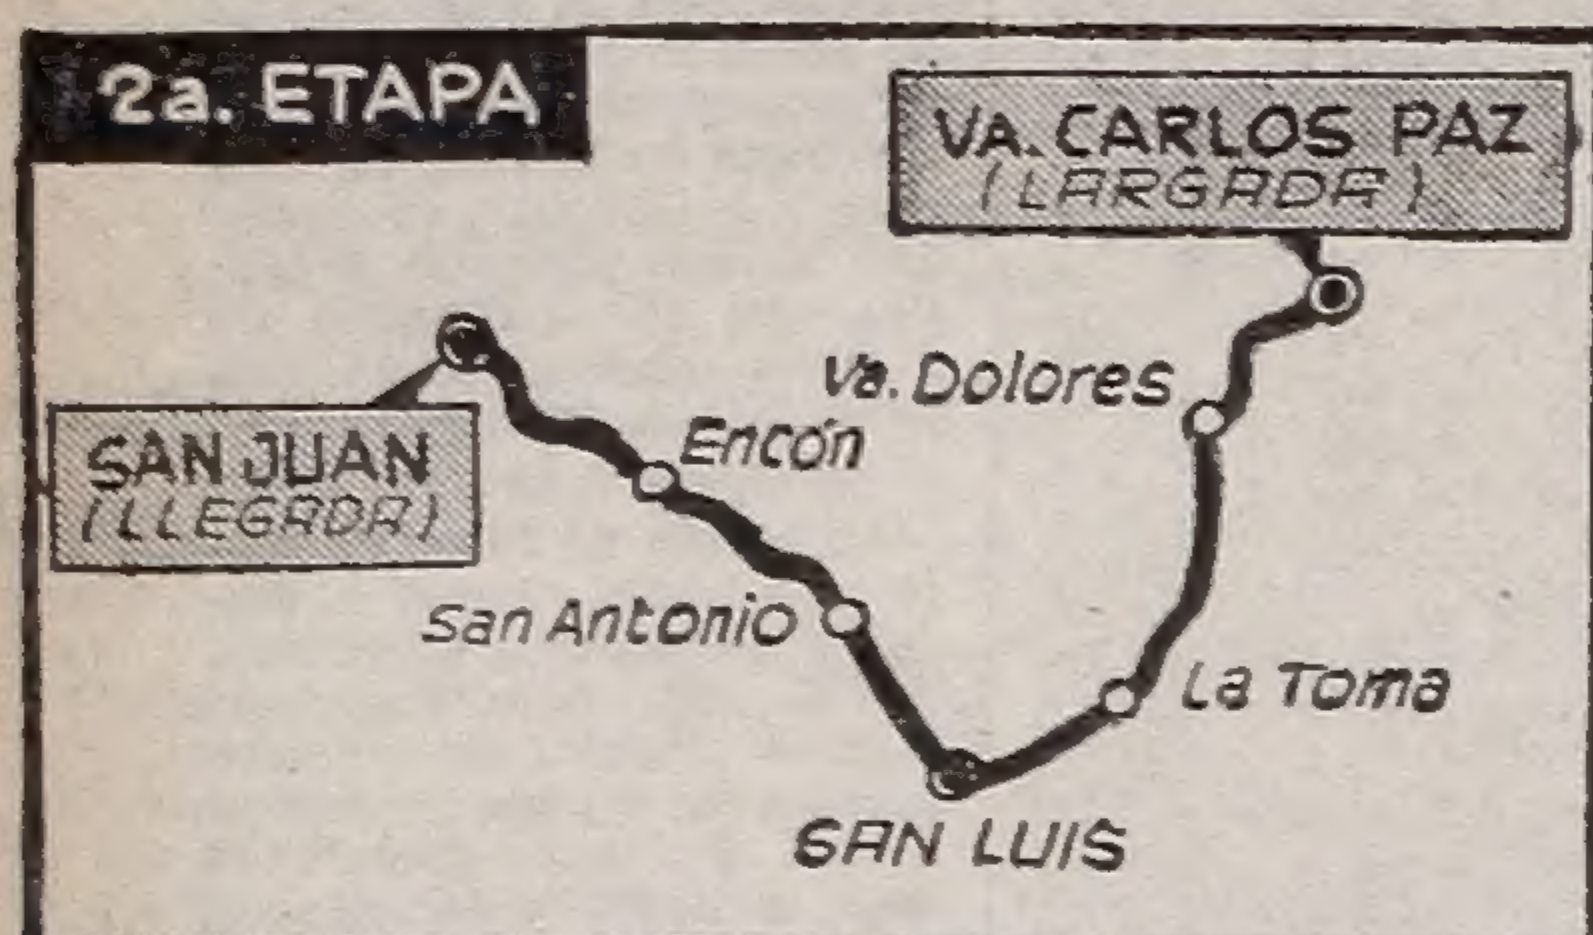 2a. ETAPA
VA. CARLOS PAZ
(LARGADA)
Va. Dolores
Encón
SAN JUAN
(LLEGADA)
San Antonio
La Toma
SAN LUIS